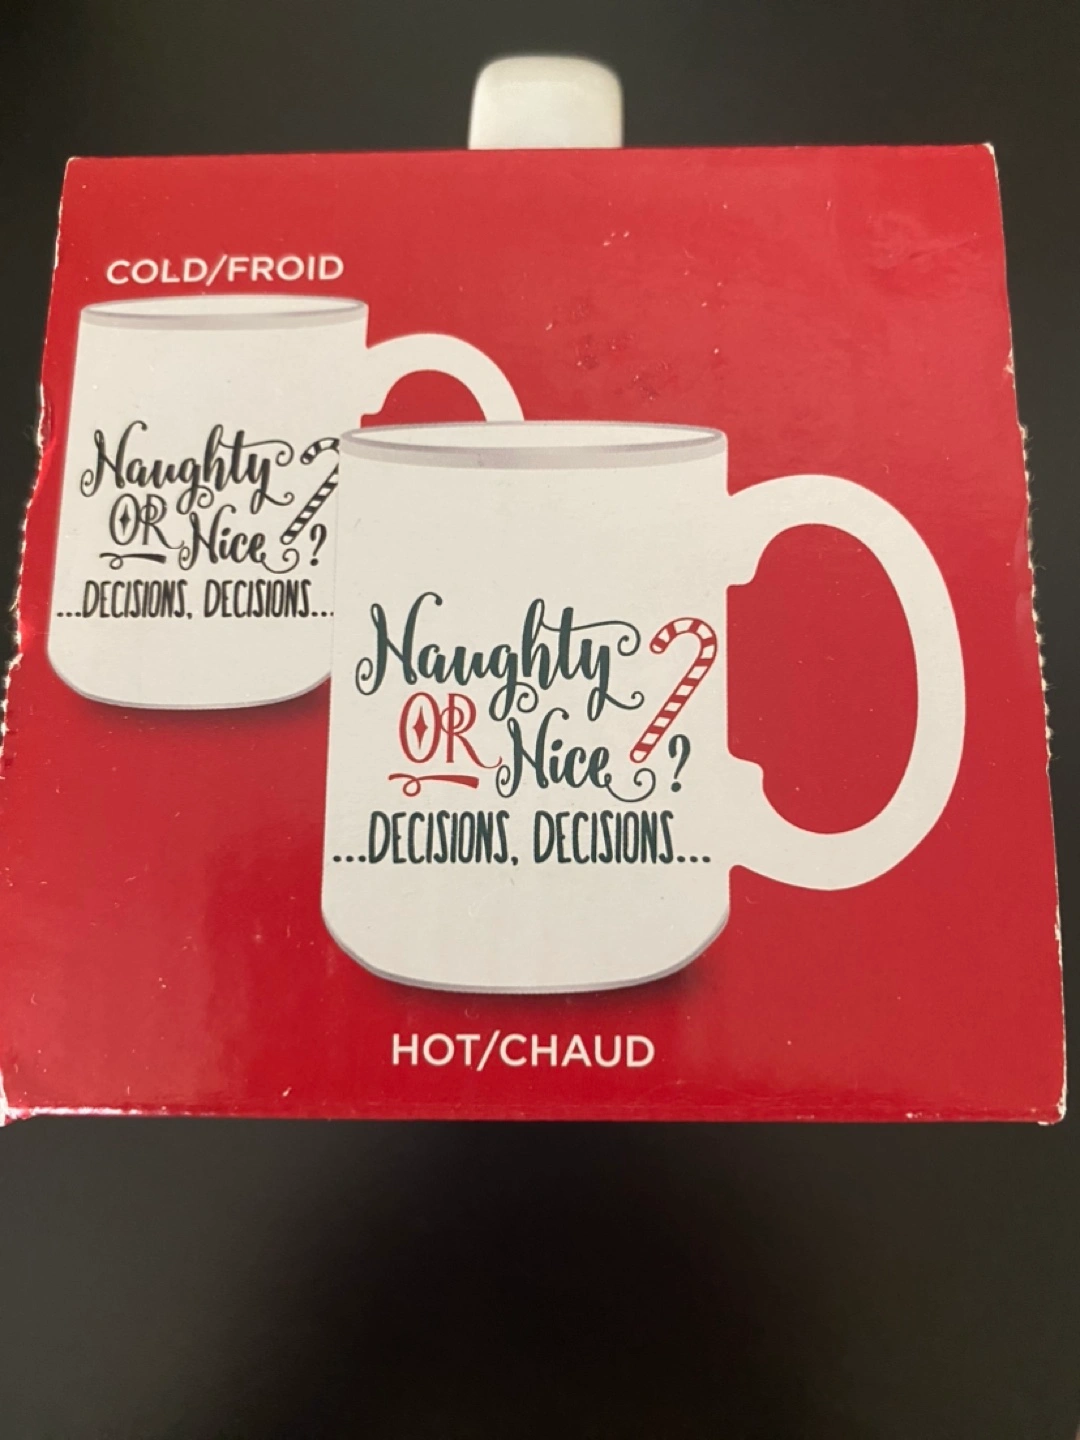 COLD/FROID
Naughty
OR Nice?
...DECISIONS, DECISIONS...
Naughty
OR Nice?
...DECISIONS, DECISIONS...
HOT/CHAUD